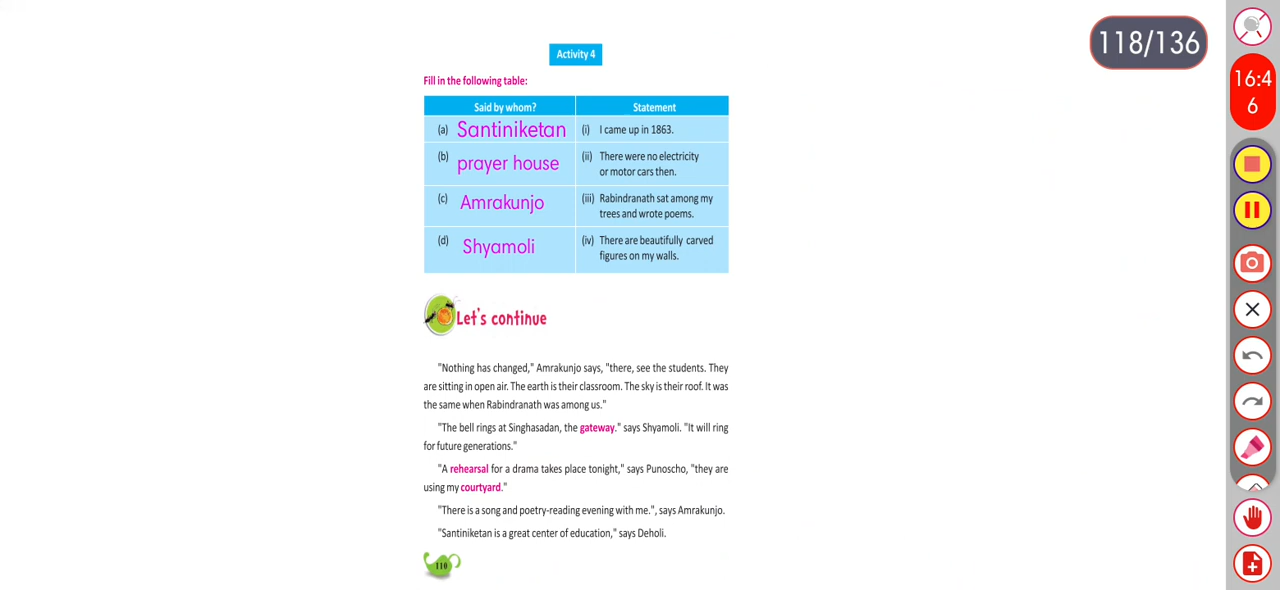 118/136
16:4
6
Activity 4
Fill in the following table:
Said by whom? Statement
(a) Santiniketan (i) I came up in 1863.
(b) prayer house (ii) There were no electricity
or motor cars then.
(c) Amrakunjo (iii) Rabindranath sat among my
trees and wrote poems.
(d) Shyamoli (iv) There are beautifully carved
figures on my walls.
Let's continue
"Nothing has changed," Amrakunjo says, "there, see the students. They
are sitting in open air. The earth is their classroom. The sky is their roof. It was
the same when Rabindranath was among us."
"The bell rings at Singhasadan, the gateway." says Shyamoli. "It will ring
for future generations."
"A rehearsal for a drama takes place tonight," says Punoscho, "they are
using my courtyard."
"There is a song and poetry-reading evening with me.", says Amrakunjo.
"Santiniketan is a great center of education," says Deholi.
110